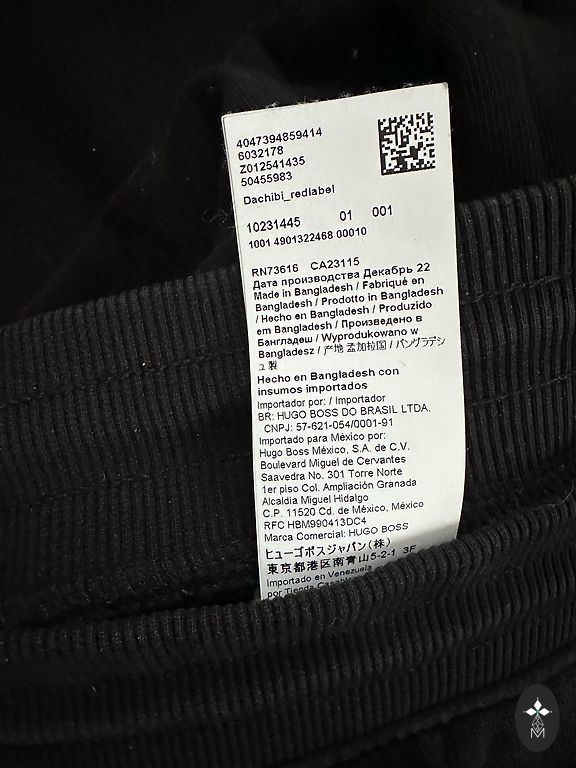 4047394859414
6032178
Z012541435
50455983
Dachibi_redlabel
10231445 01 001
1001 4901322468 00010
RN73616 CA23115
Дата производства Декабрь 22
Made in Bangladesh / Fabriqué en
Bangladesh / Prodotto in Bangladesh
/ Hecho en Bangladesh / Produzido
em Bangladesh / Произведено в
Бангладеш / Wyprodukowano w
Bangladesz / 产地 孟加拉国 / バングラデシ
ュ製
Hecho en Bangladesh con
insumos importados
Importador por: / Importador
BR: HUGO BOSS DO BRASIL LTDA.
CNPJ: 57-621-054/0001-91
Importado para México por:
Hugo Boss México, S.A. de C.V.
Boulevard Miguel de Cervantes
Saavedra No. 301 Torre Norte
1er piso Col. Ampliación Granada
Alcaldia Miguel Hidalgo
C.P. 11520 Cd. de México, México
RFC HBM990413DC4
Marca Comercial: HUGO BOSS
ヒューゴボスジャパン(株)
東京都港区南青山5-2-1 3F
Importado en Venezuela
por Tienda
M